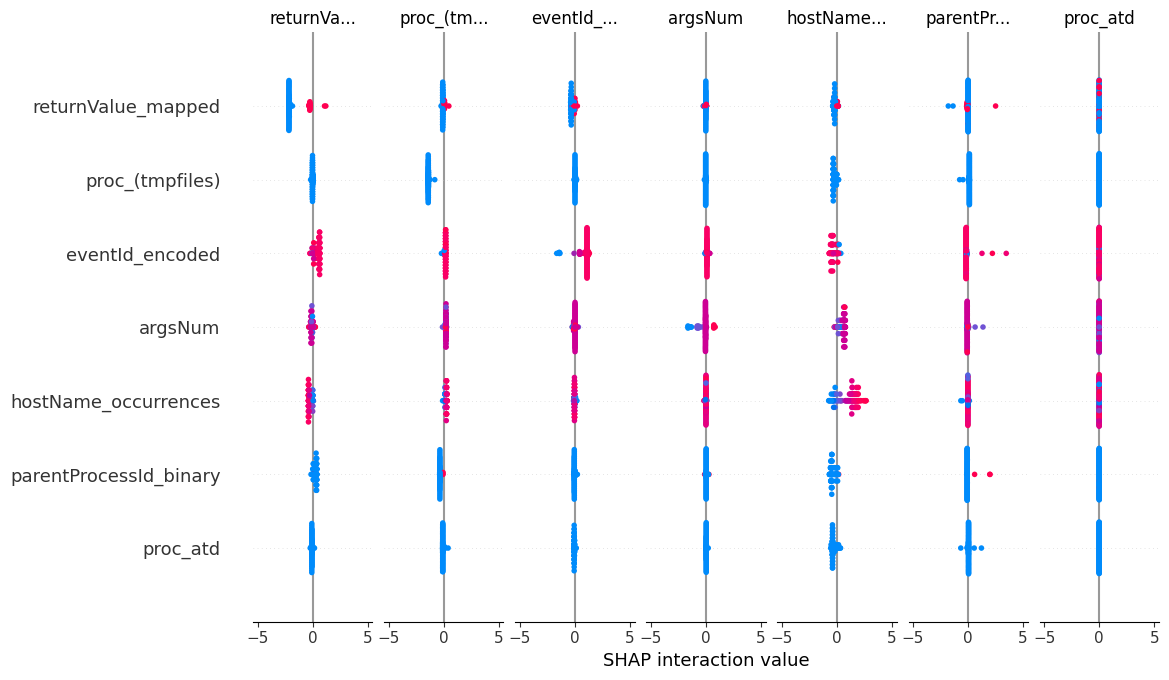 returnVa... proc_(tm... eventId_... argsNum hostName... parentPr... proc_atd
returnValue_mapped
proc_(tmpfiles)
eventId_encoded
argsNum
hostName_occurrences
parentProcessId_binary
proc_atd
−5 0 5 −5 0 5 −5 0 5 −5 0 5 −5 0 5 −5 0 5 −5 0 5
SHAP interaction value